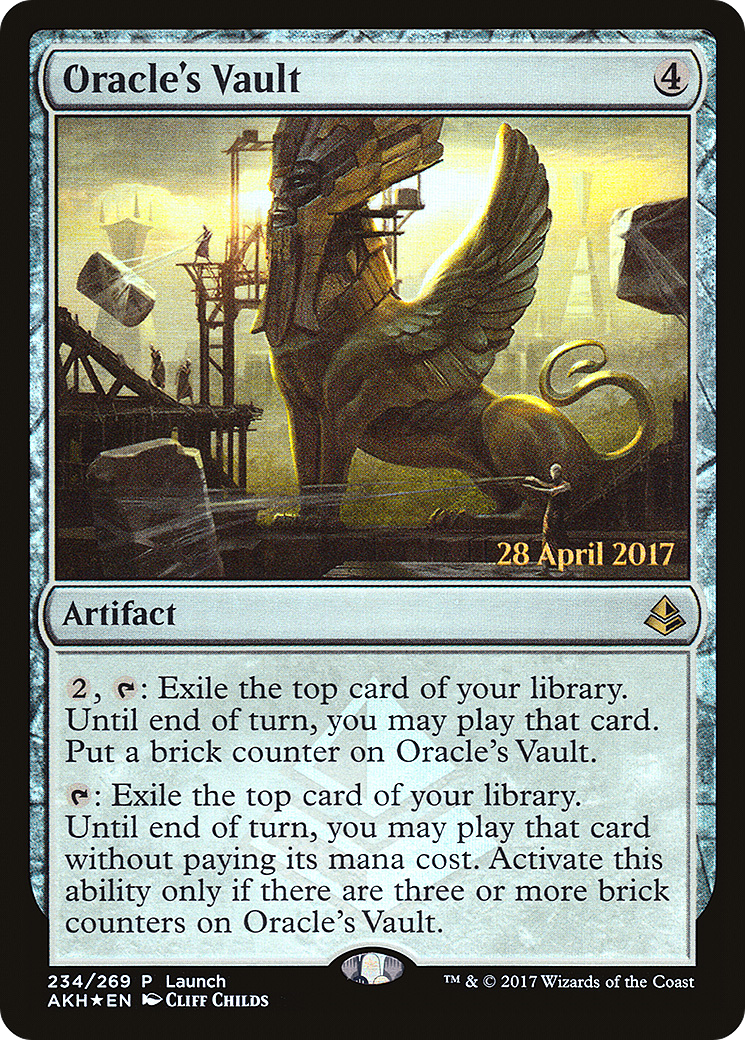 Oracle's Vault 4
28 April 2017
Artifact
2, : Exile the top card of your library.
Until end of turn, you may play that card.
Put a brick counter on Oracle's Vault.
: Exile the top card of your library.
Until end of turn, you may play that card
without paying its mana cost. Activate this
ability only if there are three or more brick
counters on Oracle's Vault.
234/269 P Launch
AKH★EN Cliff Childs
™ & © 2017 Wizards of the Coast